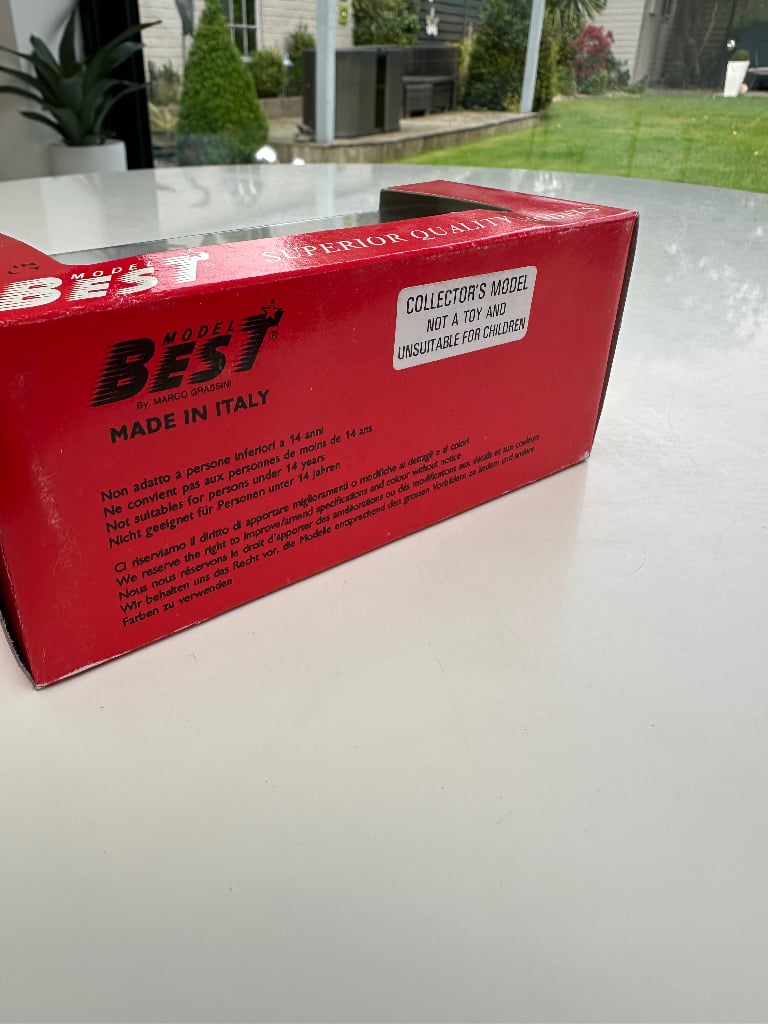 MODEL
BEST
SUPERIOR QUALITY
MODEL
BEST®
By. MARCO GRASSINI
MADE IN ITALY
COLLECTOR'S MODEL
NOT A TOY AND
UNSUITABLE FOR CHILDREN
Non adatto a persone inferiori a 14 anni
Ne convient pas aux personnes de moins de 14 ans
Not suitables for persons under 14 years
Nicht geeignet für Personen unter 14 Jahren
Ci riserviamo il diritto di apportare miglioramenti o modifiche ai dettagli e ai colori
We reserve the right to improve/amend specifications and colour without notice
Nous nous réservons le droit d'apporter des améliorations ou dés modifications aux détails et aux couleurs
Wir behalten uns das Recht vor, die Modelle entsprechend den grossen Vorbildern zu ändern und andere
Farben zu verwenden